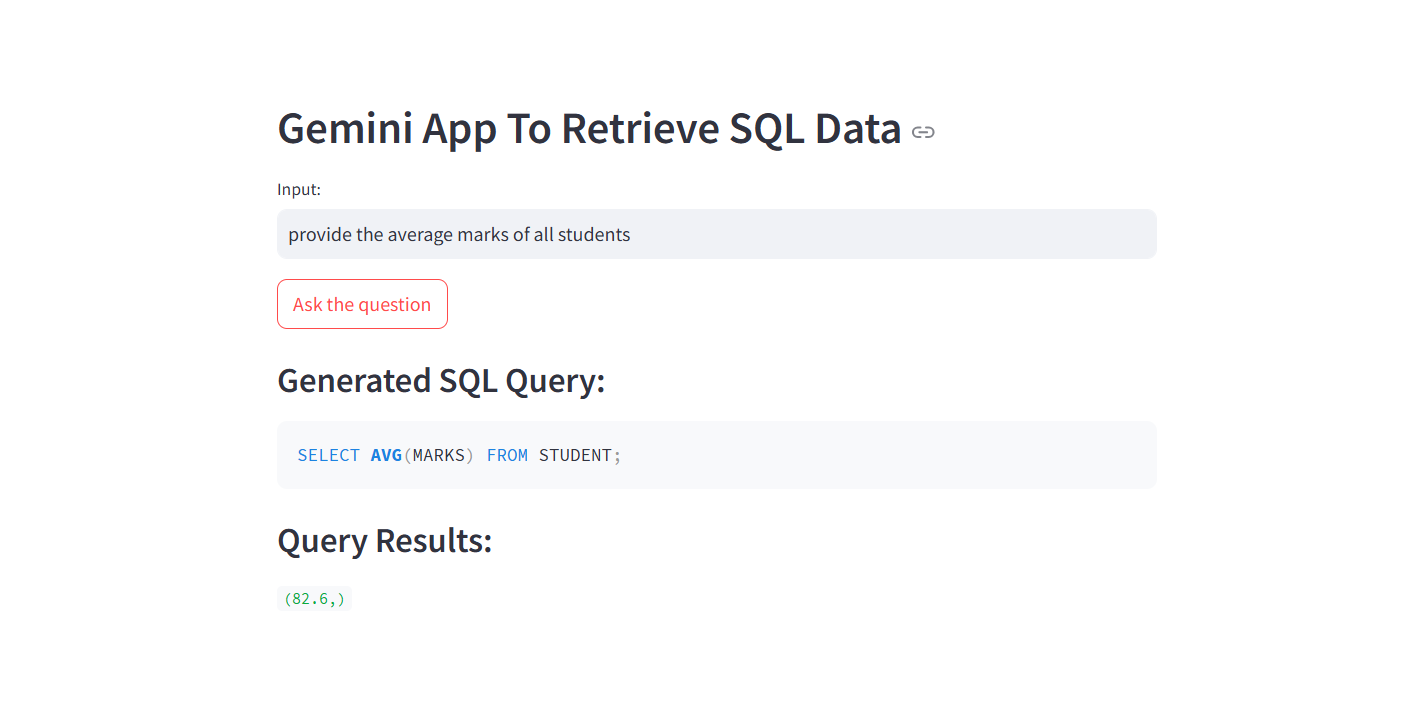 Gemini App To Retrieve SQL Data
Input:
provide the average marks of all students
Ask the question
Generated SQL Query:
SELECT AVG(MARKS) FROM STUDENT;
Query Results:
(82.6,)